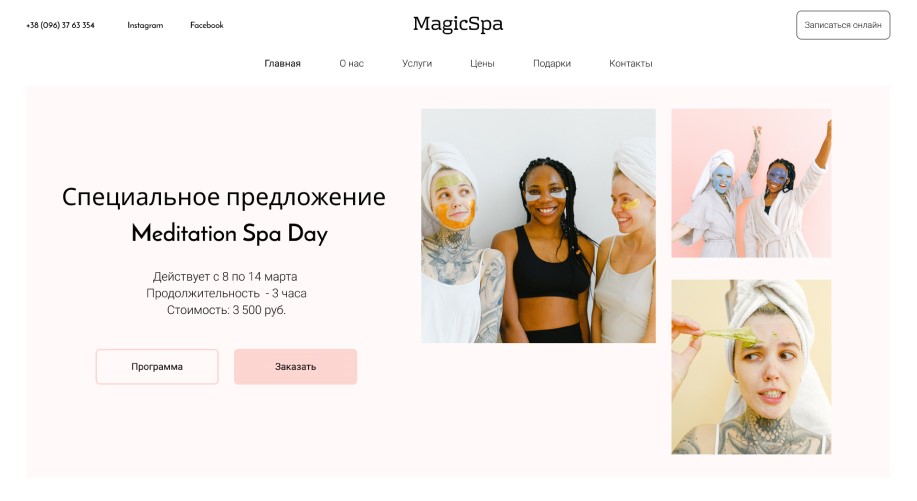 +38 (096) 37 63 354
Instagram
Facebook
MagicSpa
Записаться онлайн
Главная
О нас
Услуги
Цены
Подарки
Контакты
Специальное предложение
Meditation Spa Day
Действует с 8 по 14 марта
Продолжительность - 3 часа
Стоимость: 3 500 руб.
Программа
Заказать